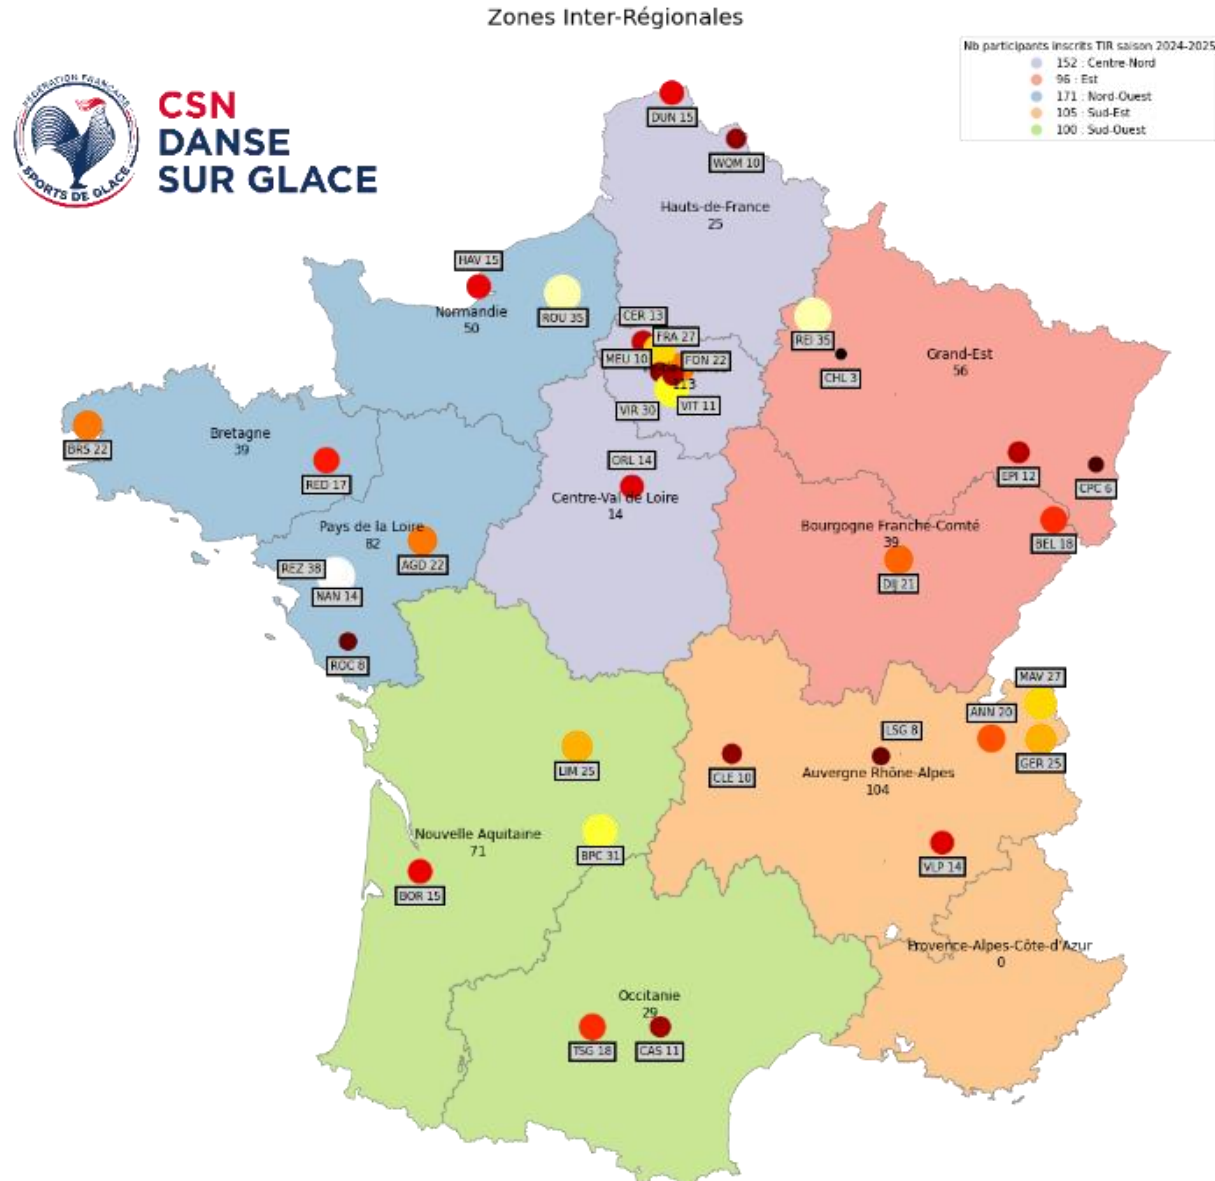 Zones Inter-Régionales
Nb participants inscrits TIR saison 2024-2025
152 : Centre-Nord
96 : Est
171 : Nord-Ouest
105 : Sud-Est
100 : Sud-Ouest
FÉDÉRATION FRANÇAISE
SPORTS DE GLACE
CSN
DANSE
SUR GLACE
DUN 15
WQM 10
Hauts-de-France
25
HAV 15
Normandie
50
ROU 35
CER 13
FRA 27
MEU 10
FON 22
113
VIR 30
VIT 11
REI 35
CHL 3
Grand-Est
56
BRS 22
Bretagne
39
RED 17
ORL 14
Centre-Val de Loire
14
EPI 12
CPC 6
Pays de la Loire
82
AGD 22
Bourgogne Franche-Comté
39
BEL 18
DIJ 21
REZ 38
NAN 14
ROC 8
MAV 27
ANN 20
LSG 8
GER 25
LIM 25
CLE 10
Auvergne Rhône-Alpes
104
Nouvelle Aquitaine
71
BPC 31
BOR 15
VLP 14
Provence-Alpes-Côte-d'Azur
0
Occitanie
29
TSG 18
CAS 11